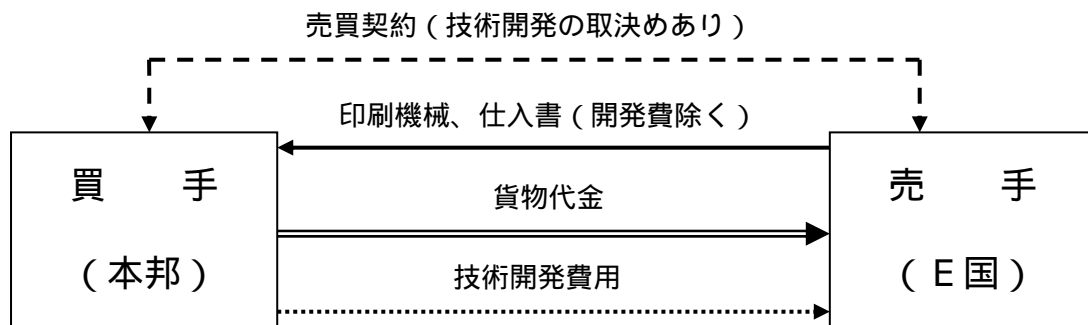 売買契約（技術開発の取決めあり）
印刷機械、仕入書（開発費除く）
買　　手
（本邦）
貨物代金
技術開発費用
売　　手
（Ｅ国）